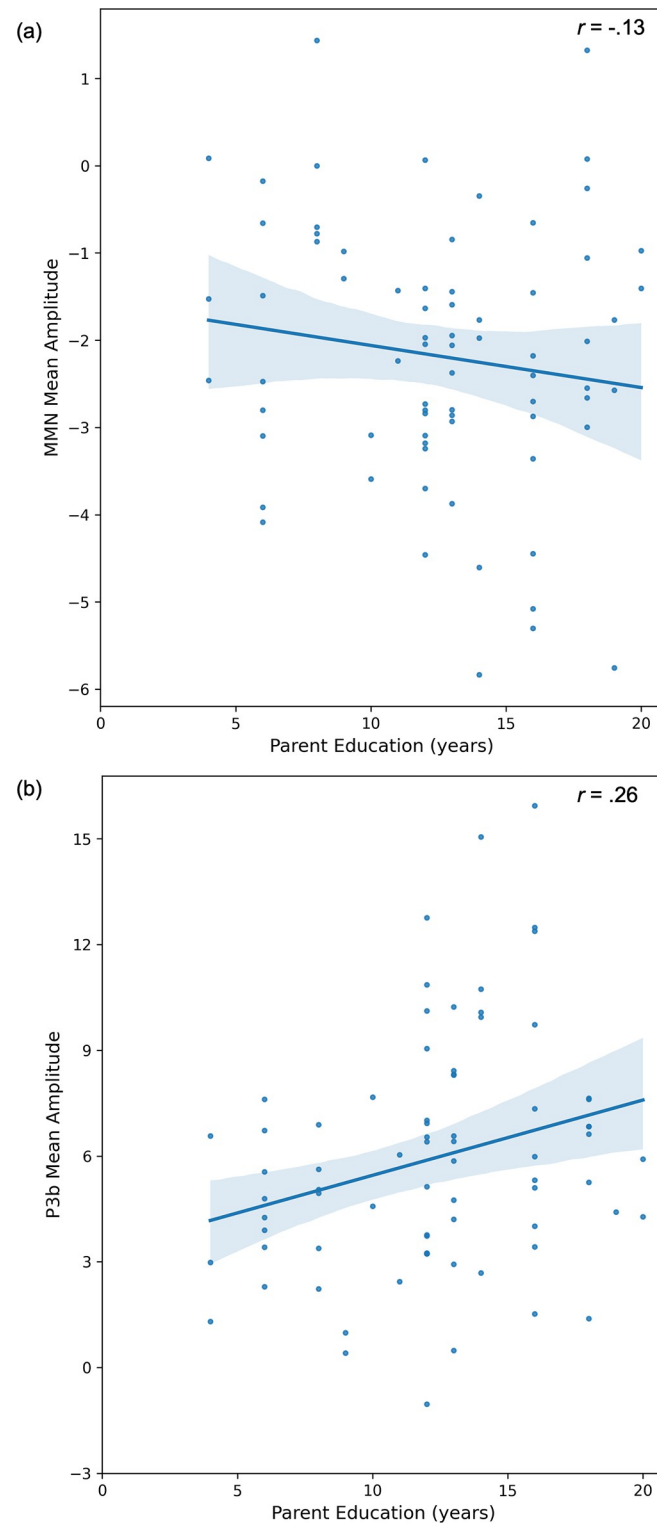 (a)
r = -.13
1
0
−1
−2
−3
−4
−5
−6
MMN Mean Amplitude
0 5 10 15 20
Parent Education (years)
(b)
r = .26
15
12
9
6
3
0
−3
P3b Mean Amplitude
0 5 10 15 20
Parent Education (years)